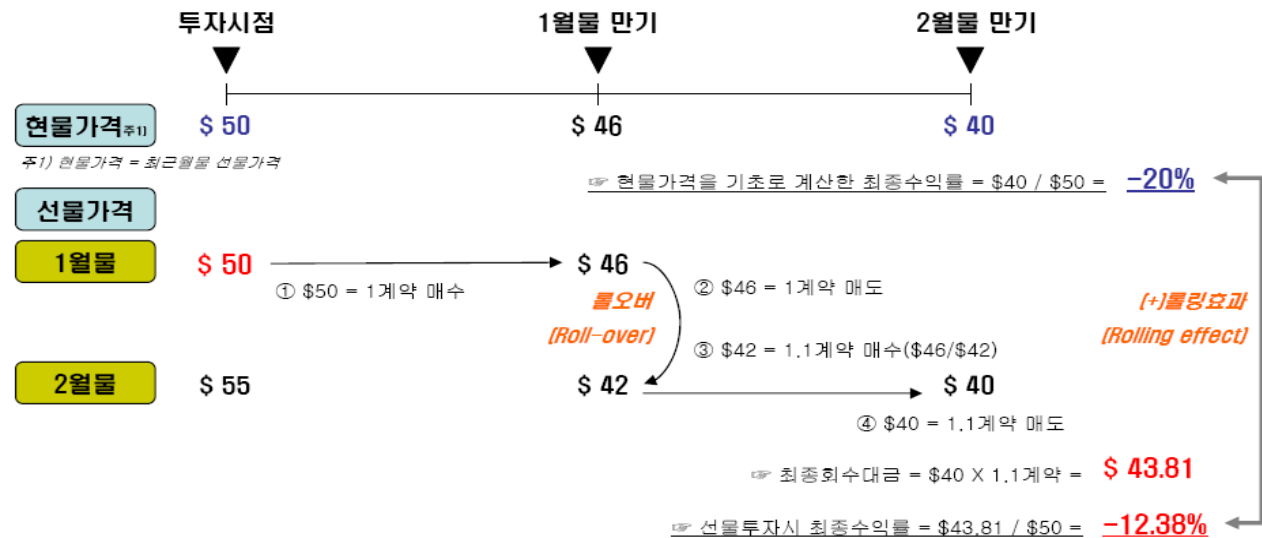 투자시점 1월물 만기 2월물 만기
현물가격주1) $ 50 $ 46 $ 40
주1) 현물가격 = 최근월물 선물가격
☞ 현물가격을 기초로 계산한 최종수익률 = $40 / $50 = -20%
선물가격
1월물 $ 50 $ 46
① $50 = 1계약 매수
② $46 = 1계약 매도
롤오버
(Roll-over)
(+)롤링효과
(Rolling effect)
③ $42 = 1.1계약 매수($46/$42)
2월물 $ 55 $ 42 $ 40
④ $40 = 1.1계약 매도
☞ 최종회수대금 = $40 X 1.1계약 = $ 43.81
☞ 선물투자시 최종수익률 = $43.81 / $50 = -12.38%